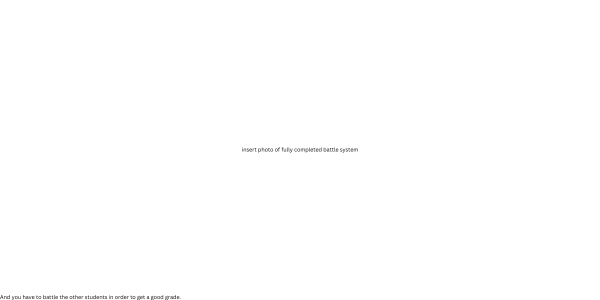 insert photo of fully completed battle system
And you have to battle the other students in order to get a good grade.